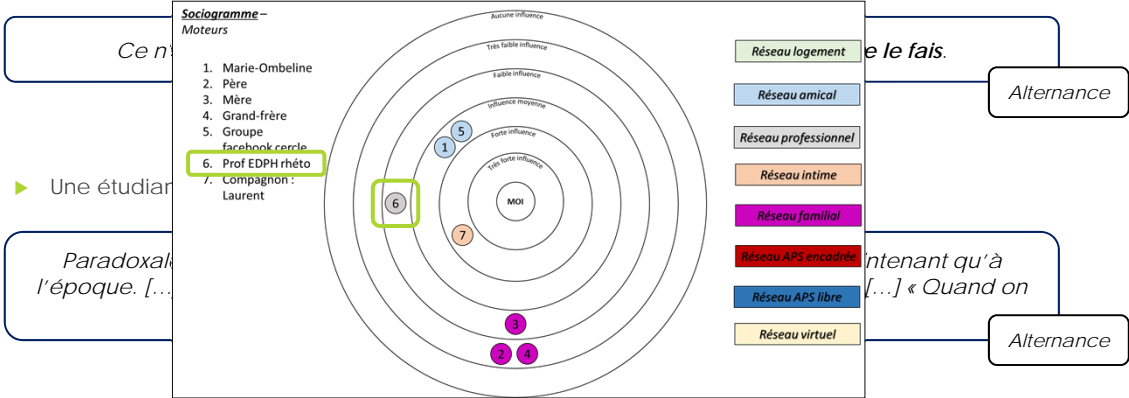 Sociogramme –
Moteurs
1. Marie-Ombeline
2. Père
3. Mère
4. Grand-frère
5. Groupe
facebook cercle
6. Prof EDPH rhéto
7. Compagnon :
Laurent
Aucune influence
Très faible influence
Faible influence
Influence moyenne
Forte influence
Très forte influence
MOI
5
1
6
7
3
2
4
Réseau logement
Réseau amical
Réseau professionnel
Réseau intime
Réseau familial
Réseau APS encadrée
Réseau APS libre
Réseau virtuel
Ce
le fais.
Alternance
Une
l'époque. […]
qu'à
[…] « Quand on
Alternance